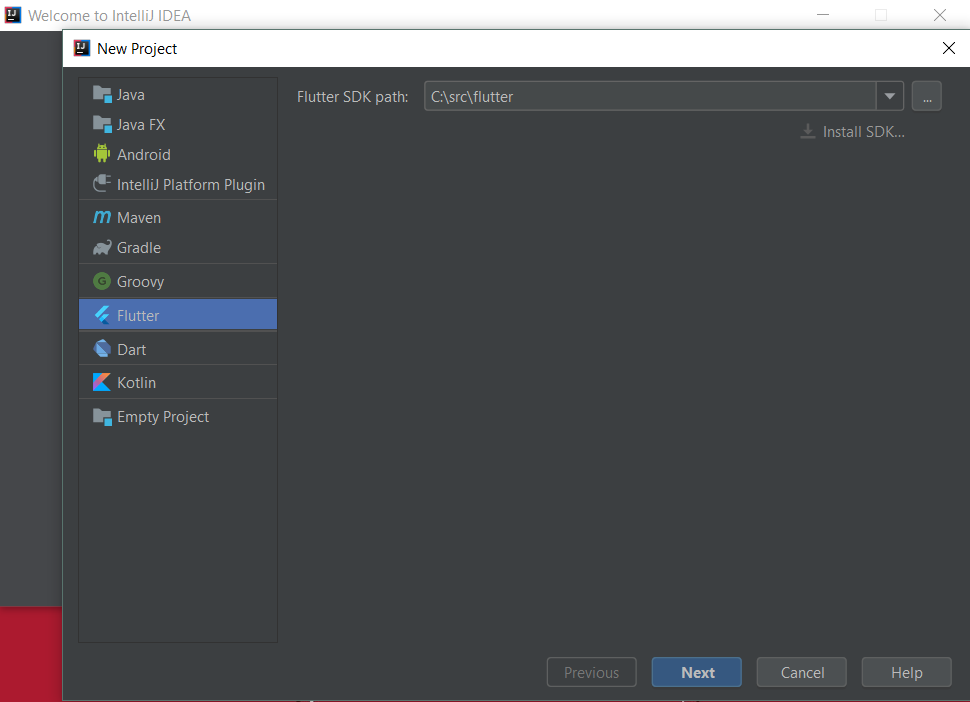 Welcome to IntelliJ IDEA
New Project
Java
Java FX
Android
IntelliJ Platform Plugin
Maven
Gradle
Groovy
Flutter
Dart
Kotlin
Empty Project
Flutter SDK path: C:\src\flutter ...
Install SDK...
Previous Next Cancel Help